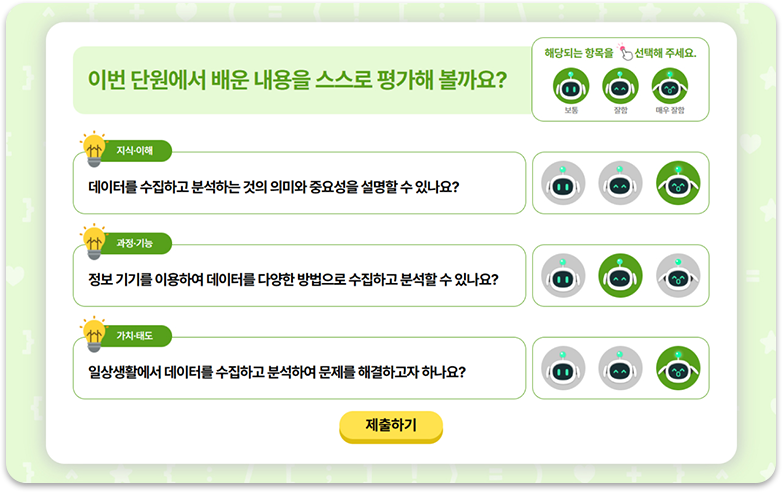 이번 단원에서 배운 내용을 스스로 평가해 볼까요?
해당되는 항목을 선택해 주세요.
보통 잘함 매우 잘함
지식·이해
데이터를 수집하고 분석하는 것의 의미와 중요성을 설명할 수 있나요?
과정·기능
정보 기기를 이용하여 데이터를 다양한 방법으로 수집하고 분석할 수 있나요?
가치·태도
일상생활에서 데이터를 수집하고 분석하여 문제를 해결하고자 하나요?
제출하기